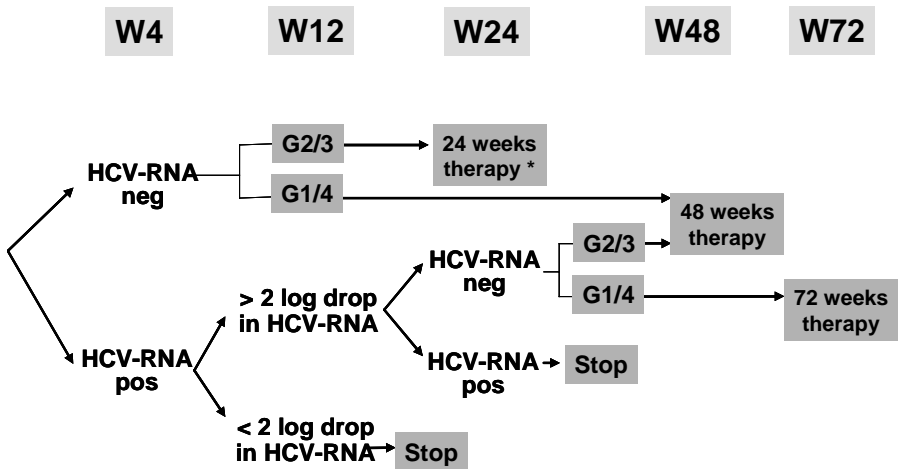 W4 W12 W24 W48 W72
G2/3
24 weeks
therapy *
HCV-RNA
neg
G1/4
48 weeks
therapy
HCV-RNA
neg
G2/3
G1/4
72 weeks
therapy
> 2 log drop
in HCV-RNA
HCV-RNA
pos
HCV-RNA
pos
Stop
< 2 log drop
in HCV-RNA
Stop